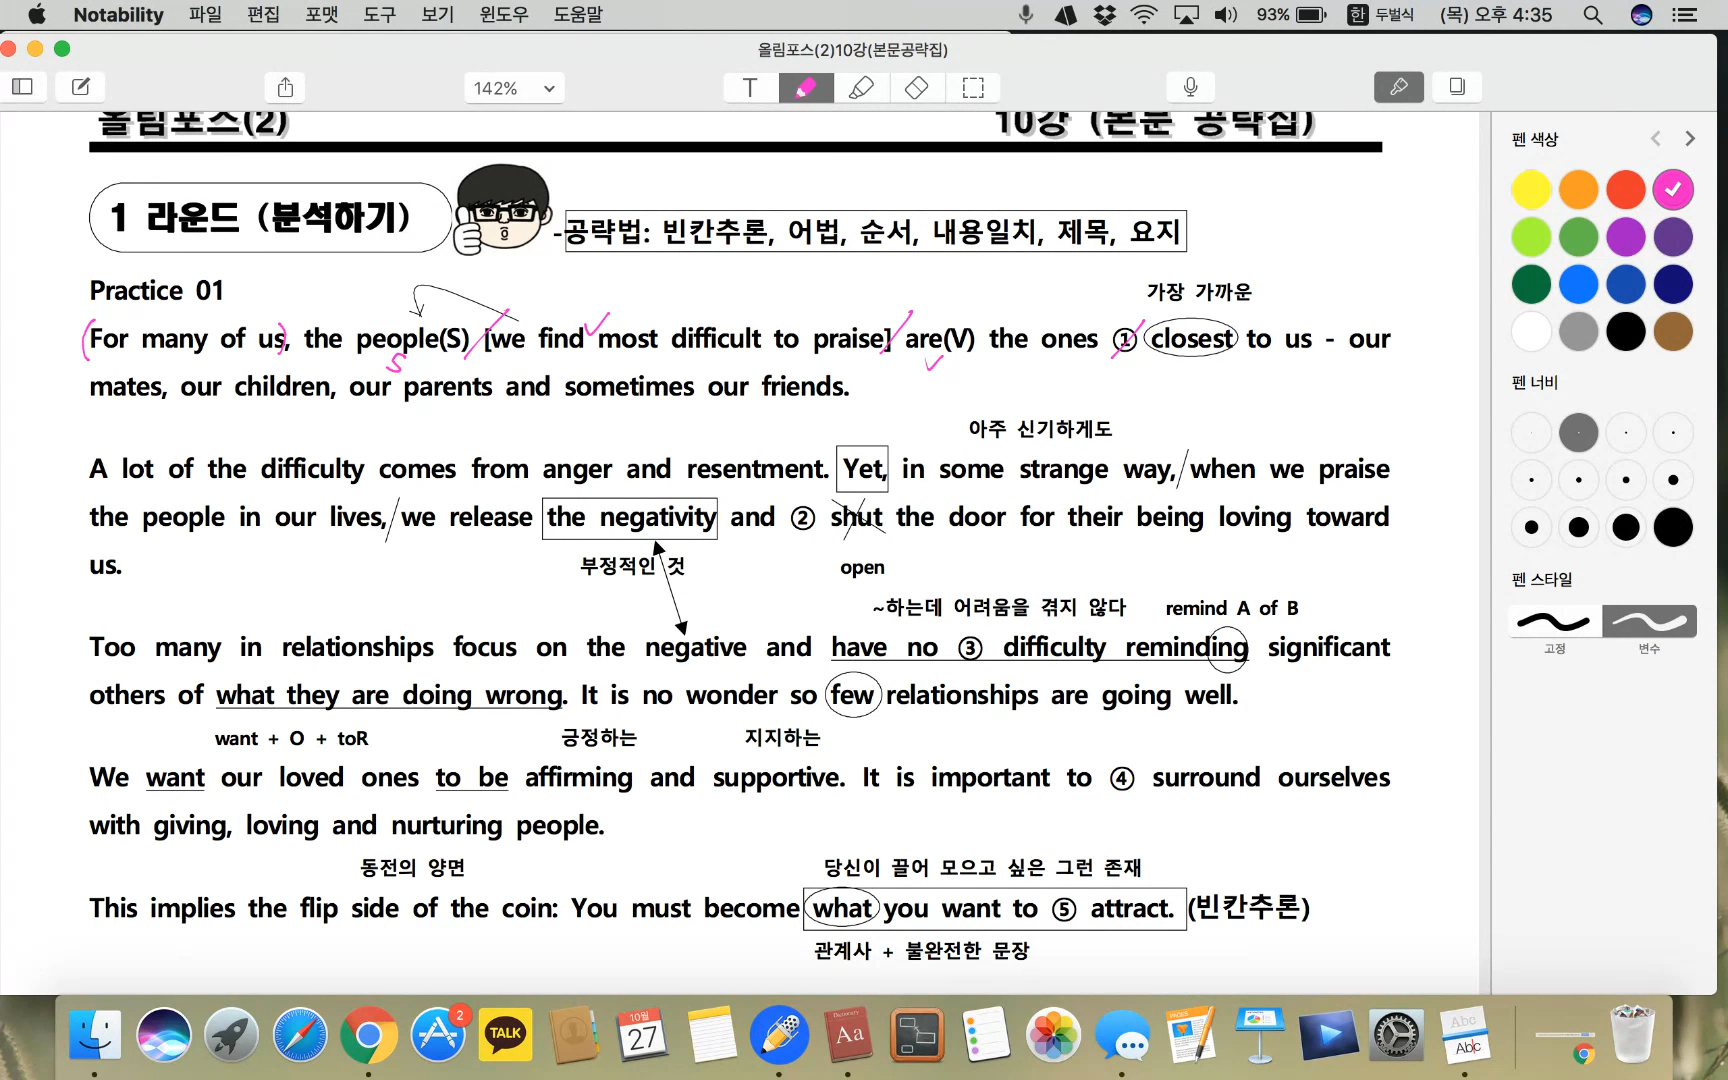 Notability 파일 편집 포맷 도구 보기 윈도우 도움말 93% 한 두벌식 (목) 오후 4:35
올림포스(2)10강(본문공략집)
142% T
올림포스(2) 10강 (본문 공략집)
펜 색상
1 라운드 (분석하기)
-공략법: 빈칸추론, 어법, 순서, 내용일치, 제목, 요지
Practice 01
가장 가까운
(For many of us), the people(S) [we find most difficult to praise] are(V) the ones ① closest to us - our
S
펜 너비
mates, our children, our parents and sometimes our friends.
아주 신기하게도
A lot of the difficulty comes from anger and resentment. Yet, in some strange way, when we praise
the people in our lives, we release the negativity and ② shut the door for their being loving toward
us.
부정적인 것 open
펜 스타일
~하는데 어려움을 겪지 않다 remind A of B
고정 변수
Too many in relationships focus on the negative and have no ③ difficulty reminding significant
others of what they are doing wrong. It is no wonder so few relationships are going well.
want + O + toR 긍정하는 지지하는
We want our loved ones to be affirming and supportive. It is important to ④ surround ourselves
with giving, loving and nurturing people.
동전의 양면 당신이 끌어 모으고 싶은 그런 존재
This implies the flip side of the coin: You must become what you want to ⑤ attract. (빈칸추론)
관계사 + 불완전한 문장
2
TALK
10월
27
Dictionary
Aa
PAGES
Abc
Abc